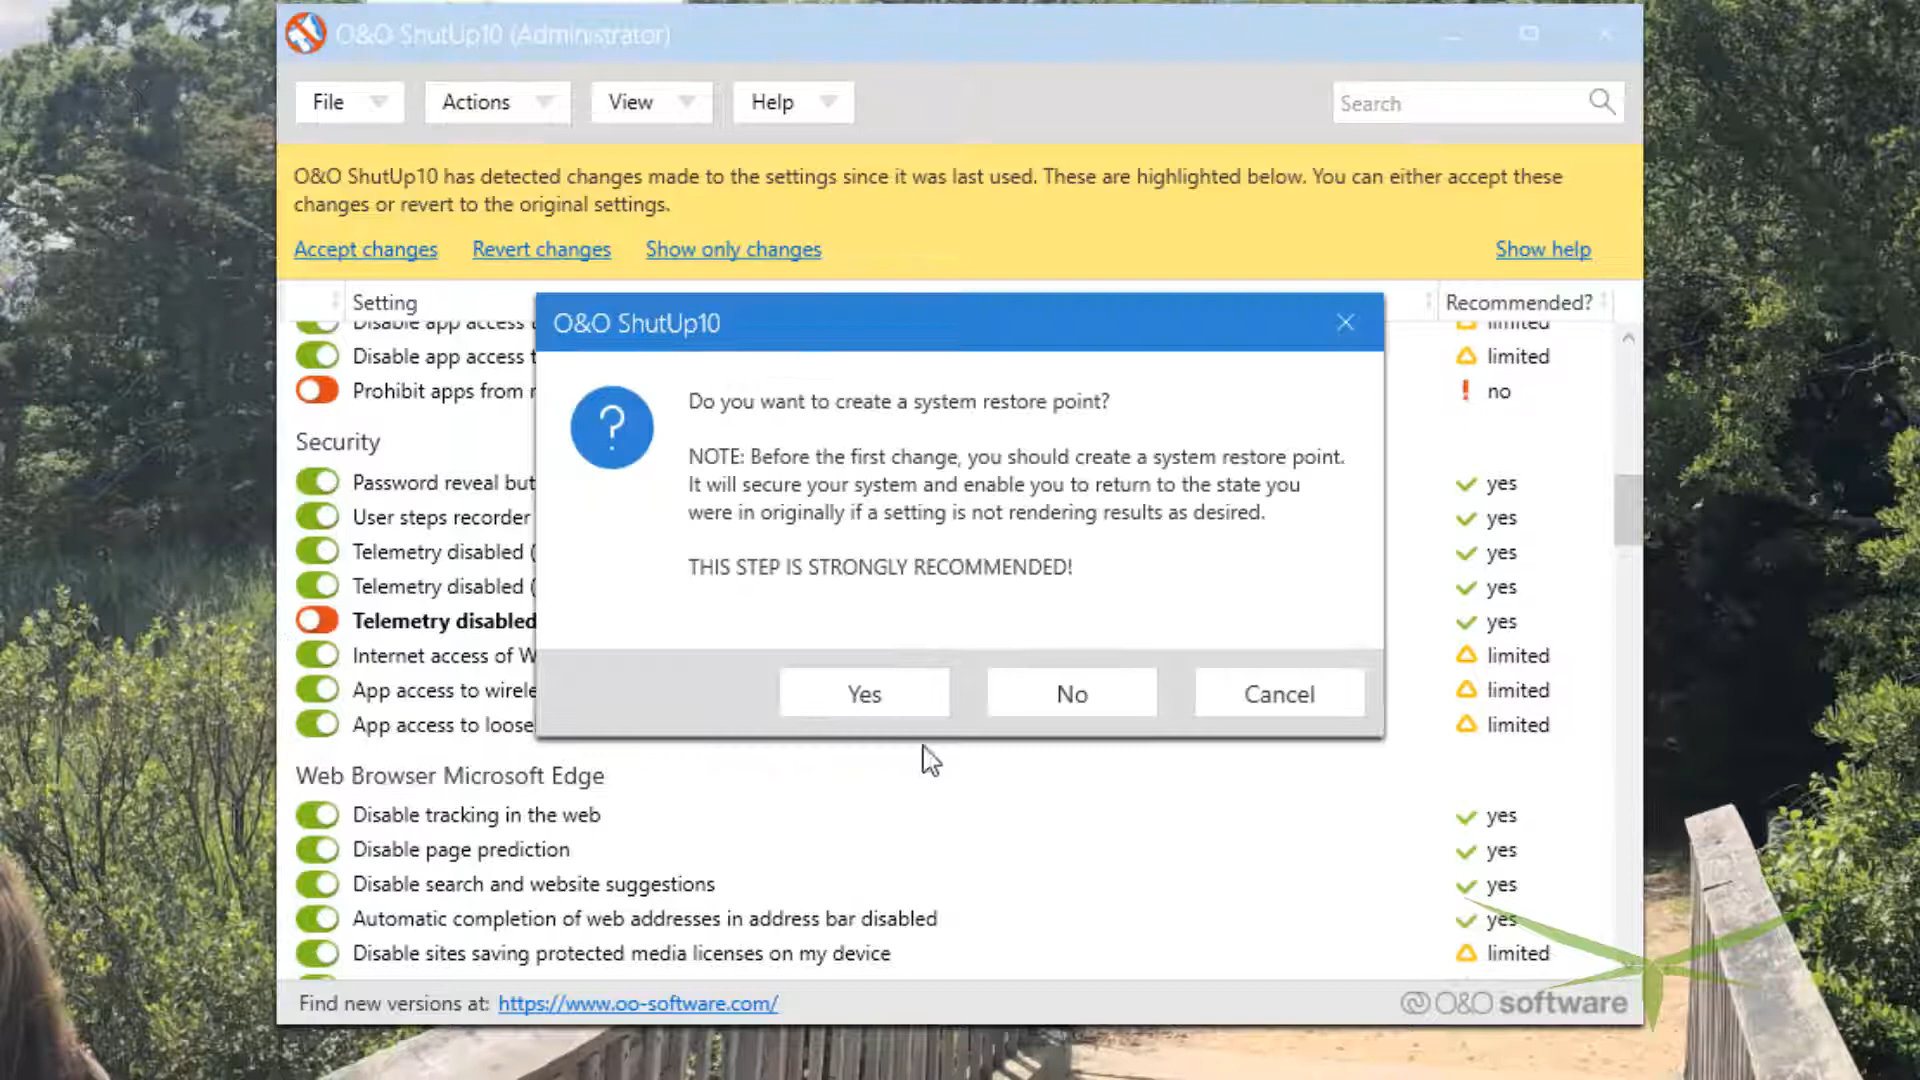 O&O ShutUp10 (Administrator)
File
Actions
View
Help
Search
O&O ShutUp10 has detected changes made to the settings since it was last used. These are highlighted below. You can either accept these
changes or revert to the original settings.
Accept changes
Revert changes
Show only changes
Show help
Setting
Recommended?
Disable app access
limited
Disable app access t
limited
Prohibit apps from r
no
Security
Password reveal but
yes
User steps recorder
yes
Telemetry disabled (
yes
Telemetry disabled (
yes
Telemetry disabled
yes
Internet access of W
limited
App access to wirele
limited
App access to loose
limited
O&O ShutUp10
Do you want to create a system restore point?
NOTE: Before the first change, you should create a system restore point.
It will secure your system and enable you to return to the state you
were in originally if a setting is not rendering results as desired.
THIS STEP IS STRONGLY RECOMMENDED!
Yes
No
Cancel
Web Browser Microsoft Edge
Disable tracking in the web
yes
Disable page prediction
yes
Disable search and website suggestions
yes
Automatic completion of web addresses in address bar disabled
yes
Disable sites saving protected media licenses on my device
limited
Find new versions at: https://www.oo-software.com/
O&O software